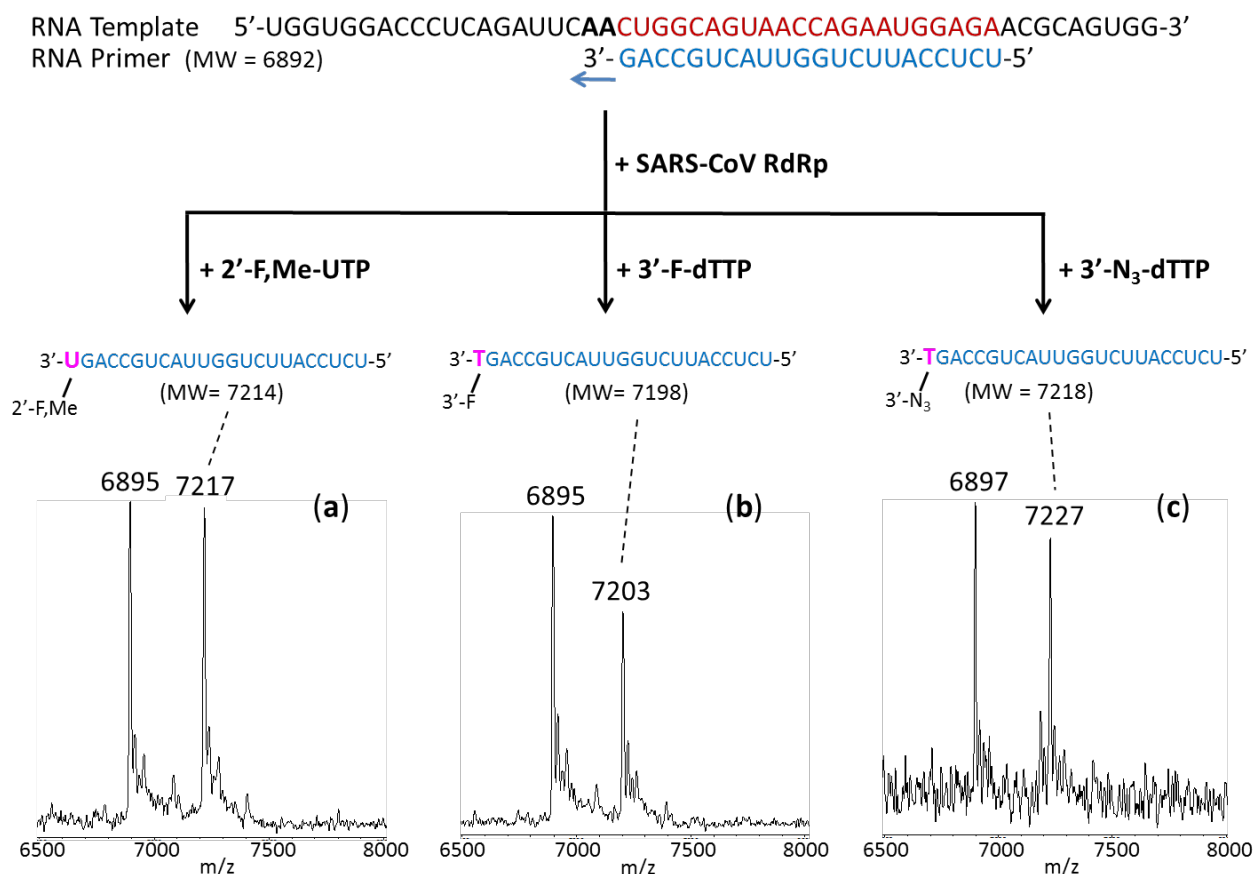 RNA Template 5’-UGGUGGACCCUCAGAUUCAACUGGCAGUAACCAGAAUGGAGAACGCAGUGG-3’
RNA Primer (MW = 6892) 3’- GACCGUCAUUGGUCUUACCUCU-5’
+ SARS-CoV RdRp
+ 2’-F,Me-UTP
+ 3’-F-dTTP
+ 3’-N₃-dTTP
3’-UGACCGUCAUUGGUCUUACCUCU-5’
2’-F,Me
(MW= 7214)
3’-TGACCGUCAUUGGUCUUACCUCU-5’
3’-F
(MW= 7198)
3’-TGACCGUCAUUGGUCUUACCUCU-5’
3’-N₃
(MW = 7218)
6895
7217
(a)
6500 7000 7500 8000
m/z
6895
7203
(b)
6500 7000 7500 8000
m/z
6897
7227
(c)
6500 7000 7500 8000
m/z